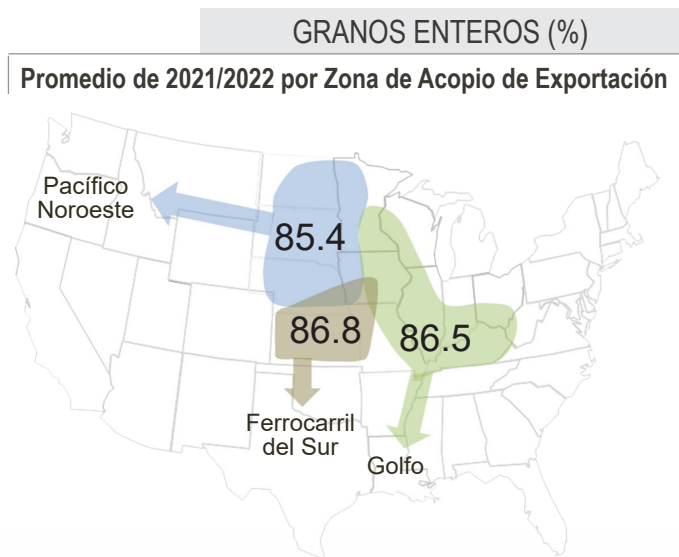 GRANOS ENTEROS (%)
Promedio de 2021/2022 por Zona de Acopio de Exportación
Pacífico
Noroeste
85.4
86.8
86.5
Ferrocarril
del Sur
Golfo